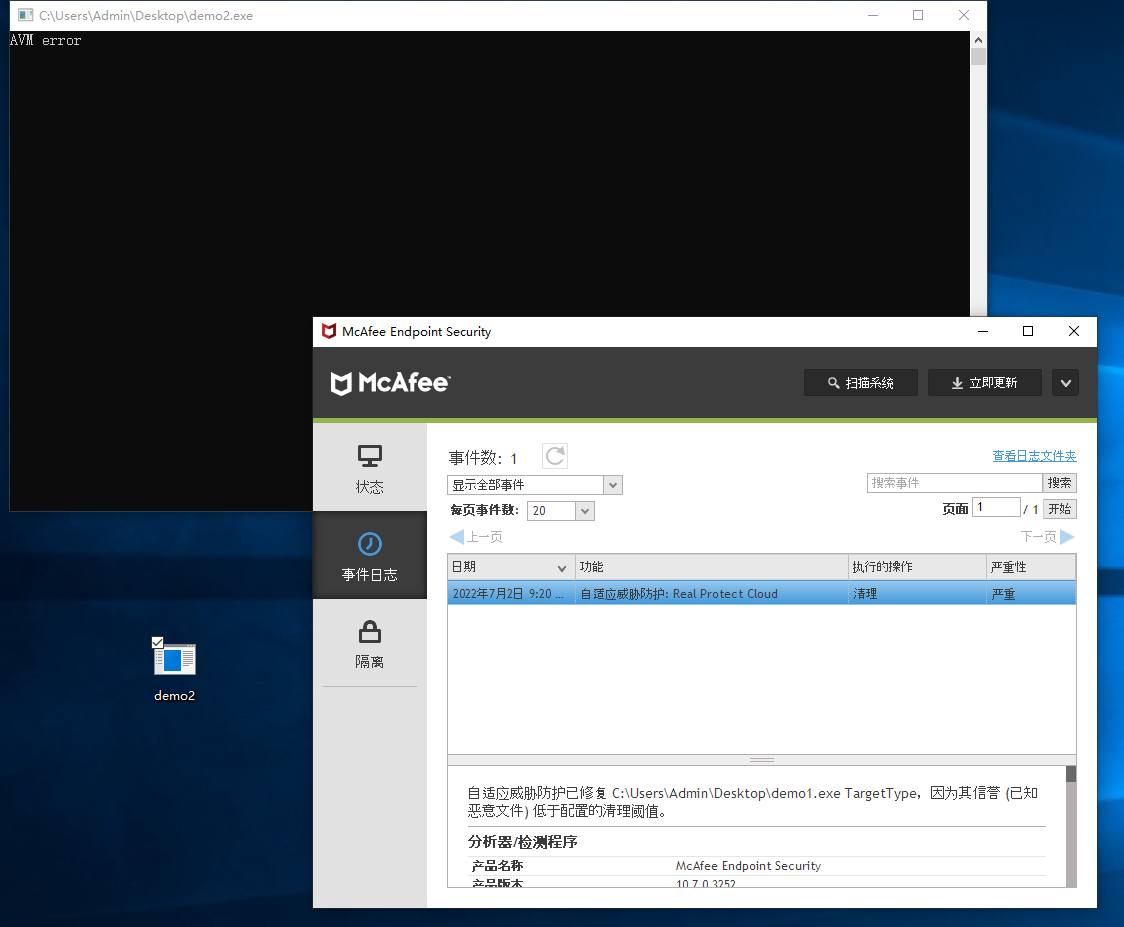 C:\Users\Admin\Desktop\demo2.exe
AVM error
McAfee Endpoint Security
McAfee™
扫描系统
立即更新
状态
事件日志
隔离
事件数: 1
查看日志文件夹
显示全部事件
搜索事件
搜索
每页事件数: 20
页面 1 / 1 开始
上一页
下一页
日期 功能 执行的操作 严重性
2022年7月2日 9:20 ... 自适应威胁防护: Real Protect Cloud 清理 严重
自适应威胁防护已修复 C:\Users\Admin\Desktop\demo1.exe TargetType，因为其信誉 (已知
恶意文件) 低于配置的清理阈值。
分析器/检测程序
产品名称 McAfee Endpoint Security
产品版本 10.7.0.3252
demo2